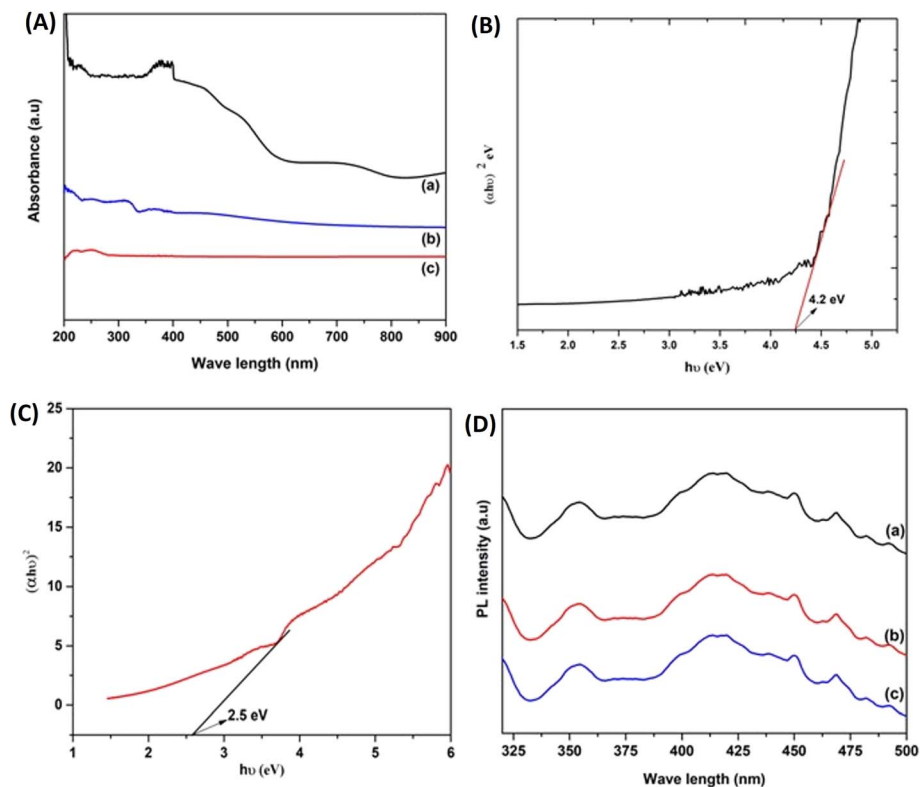 (A)
Absorbance (a.u)
(a)
(b)
(c)
200 300 400 500 600 700 800 900
Wave length (nm)
(B)
(αhυ) ² eV
4.2 eV
1.5 2.0 2.5 3.0 3.5 4.0 4.5 5.0
hυ (eV)
(C)
25
20
15
10
5
0
(αhυ)²
2.5 eV
1 2 3 4 5 6
hυ (eV)
(D)
PL intensity (a.u)
(a)
(b)
(c)
325 350 375 400 425 450 475 500
Wave length (nm)